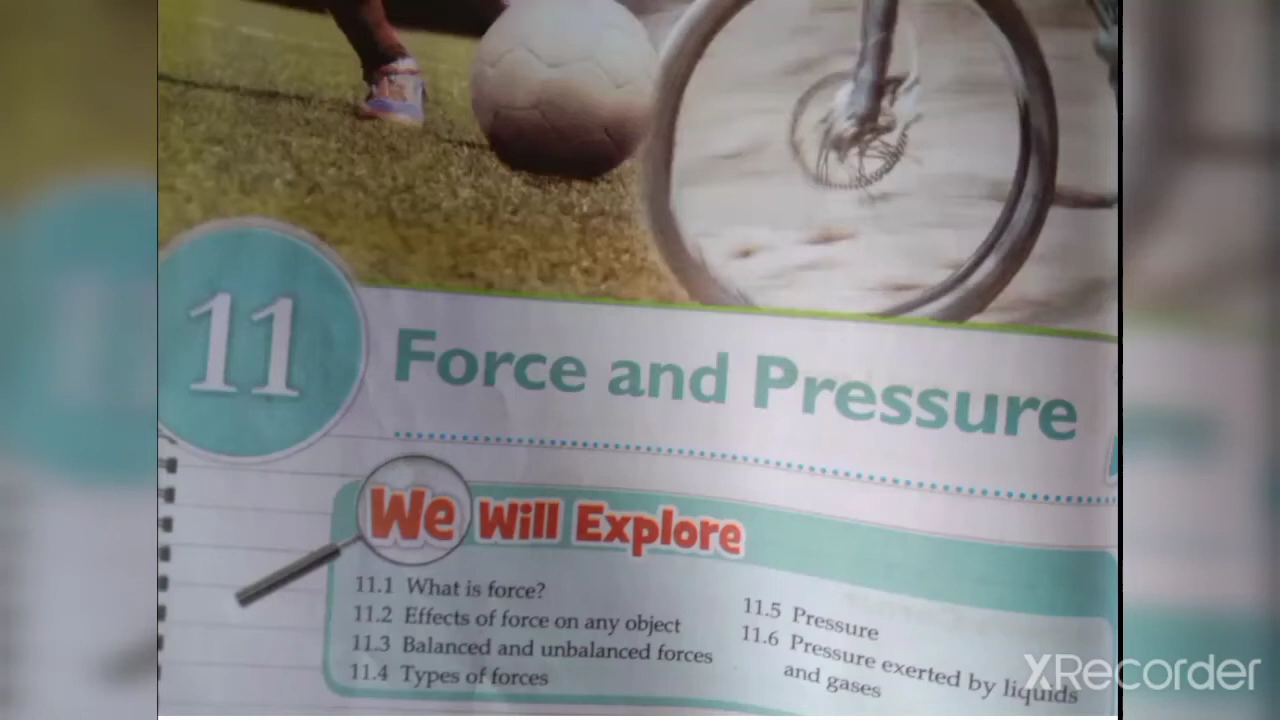 11
Force and Pressure
We Will Explore
11.1 What is force?
11.2 Effects of force on any object
11.3 Balanced and unbalanced forces
11.4 Types of forces
11.5 Pressure
11.6 Pressure exerted by liquids
and gases
XRecorder